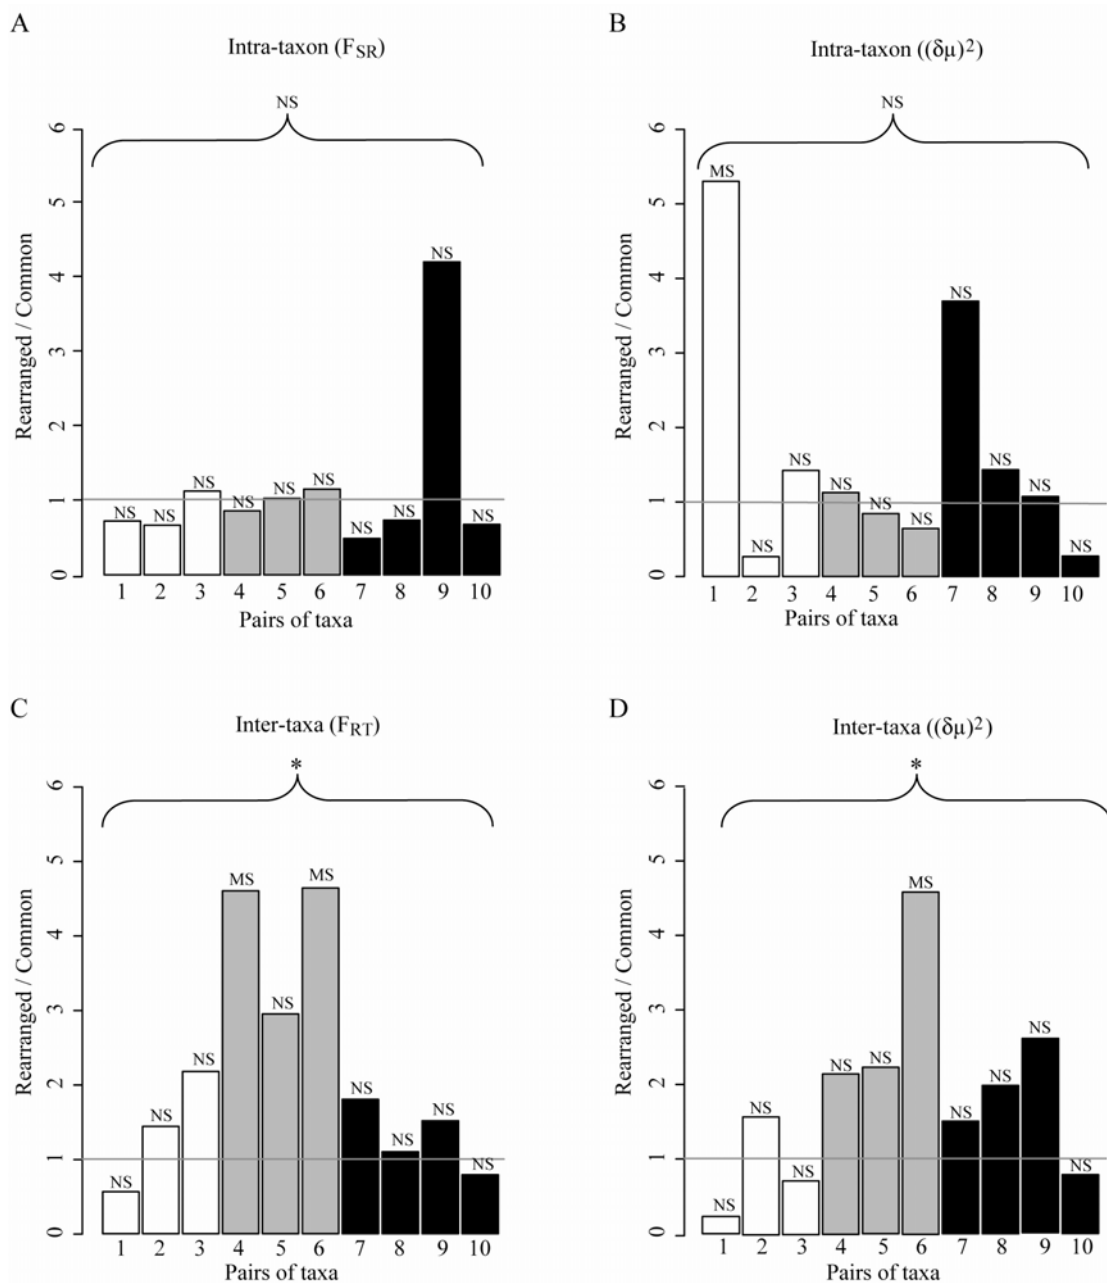 A
Intra-taxon (FSR)
NS
6
5
4
3
2
1
0
Rearranged / Common
NS
NS
NS
NS
NS
NS
NS
NS
NS
NS
1 2 3 4 5 6 7 8 9 10
Pairs of taxa
B
Intra-taxon ((δμ)2)
NS
6
5
4
3
2
1
0
Rearranged / Common
MS
NS
NS
NS
NS
NS
NS
NS
NS
NS
1 2 3 4 5 6 7 8 9 10
Pairs of taxa
C
Inter-taxa (FRT)
*
6
5
4
3
2
1
0
Rearranged / Common
NS
NS
NS
MS
NS
MS
NS
NS
NS
NS
1 2 3 4 5 6 7 8 9 10
Pairs of taxa
D
Inter-taxa ((δμ)2)
*
6
5
4
3
2
1
0
Rearranged / Common
NS
NS
NS
NS
NS
MS
NS
NS
NS
NS
1 2 3 4 5 6 7 8 9 10
Pairs of taxa